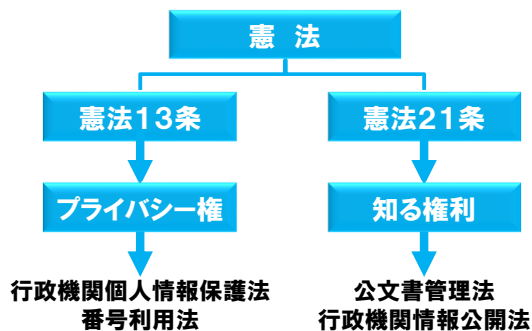 憲 法
憲法13条
憲法21条
プライバシー権
知る権利
行政機関個人情報保護法
番号利用法
公文書管理法
行政機関情報公開法